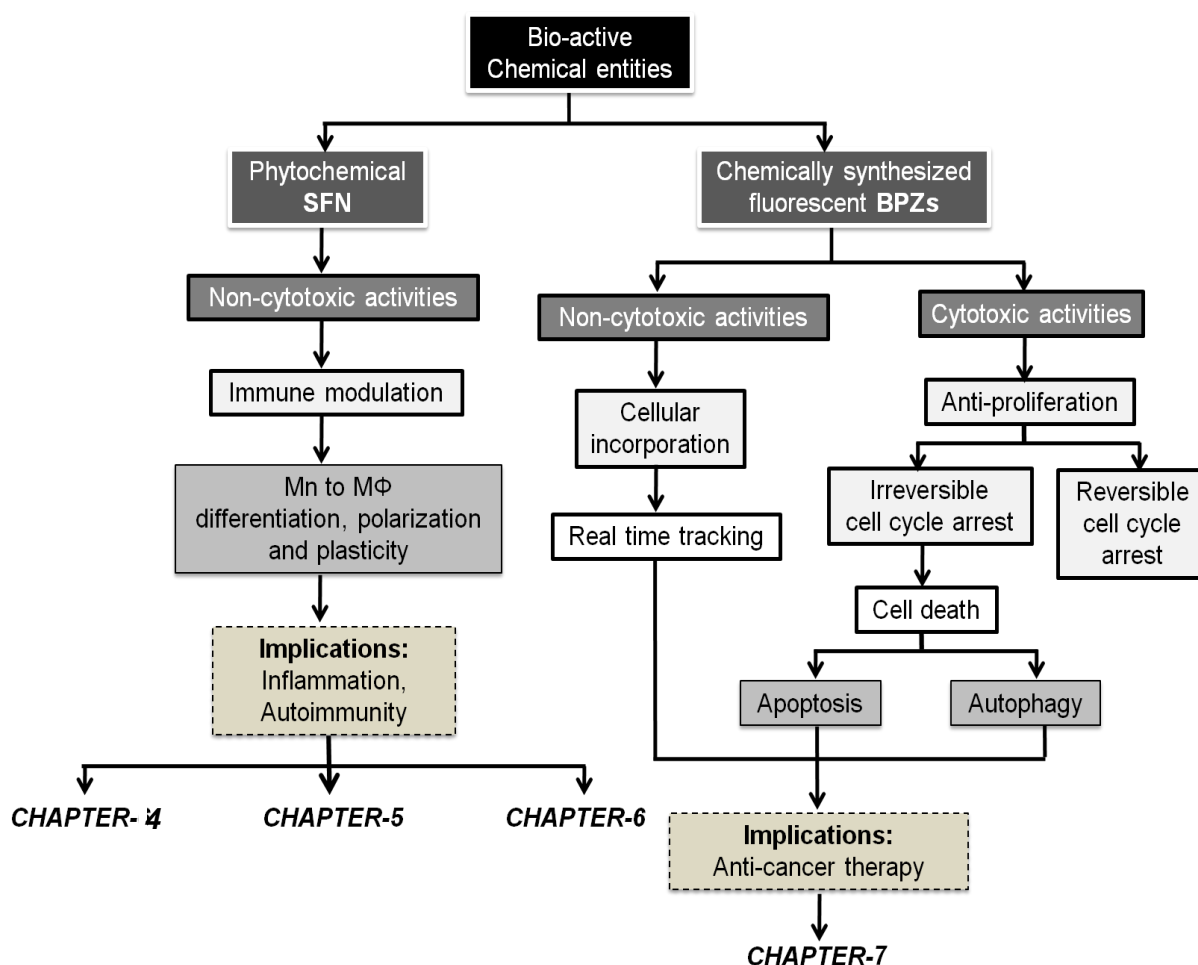 Bio-active
Chemical entities
Phytochemical
SFN
Chemically synthesized
fluorescent BPZs
Non-cytotoxic activities
Immune modulation
Mn to MΦ
differentiation, polarization
and plasticity
Implications:
Inflammation,
Autoimmunity
CHAPTER- 4
CHAPTER-5
CHAPTER-6
Non-cytotoxic activities
Cellular
incorporation
Real time tracking
Cytotoxic activities
Anti-proliferation
Irreversible
cell cycle arrest
Reversible
cell cycle
arrest
Cell death
Apoptosis
Autophagy
Implications:
Anti-cancer therapy
CHAPTER-7